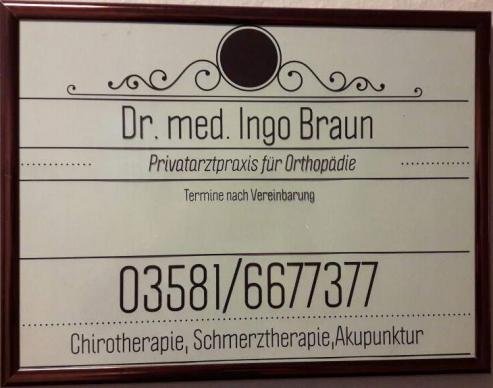 Dr. med. Ingo Braun
Privatarztpraxis für Orthopädie
Termine nach Vereinbarung
03581/6677377
Chirotherapie, Schmerztherapie,Akupunktur